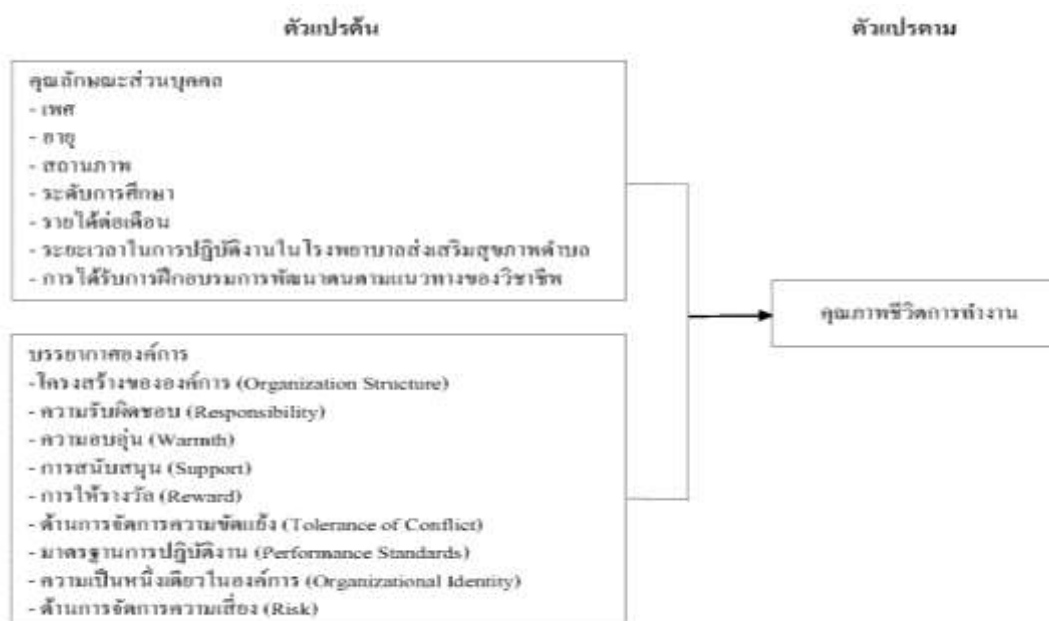 ตัวแปรต้น
ตัวแปรตาม
คุณลักษณะส่วนบุคคล
- เพศ
- อายุ
- สถานภาพ
- ระดับการศึกษา
- รายได้ต่อเดือน
- ระยะเวลาในการปฏิบัติงานในโรงพยาบาลส่งเสริมสุขภาพตำบล
- การได้รับการฝึกอบรมการพัฒนาตนตามแนวทางของวิชาชีพ
คุณภาพชีวิตการทำงาน
บรรยากาศองค์การ
-โครงสร้างขององค์การ (Organization Structure)
- ความรับผิดชอบ (Responsibility)
- ความอบอุ่น (Warmth)
- การสนับสนุน (Support)
- การให้รางวัล (Reward)
- ด้านการจัดการความขัดแย้ง (Tolerance of Conflict)
- มาตรฐานการปฏิบัติงาน (Performance Standards)
- ความเป็นหนึ่งเดียวในองค์การ (Organizational Identity)
- ด้านการจัดการความเสี่ยง (Risk)